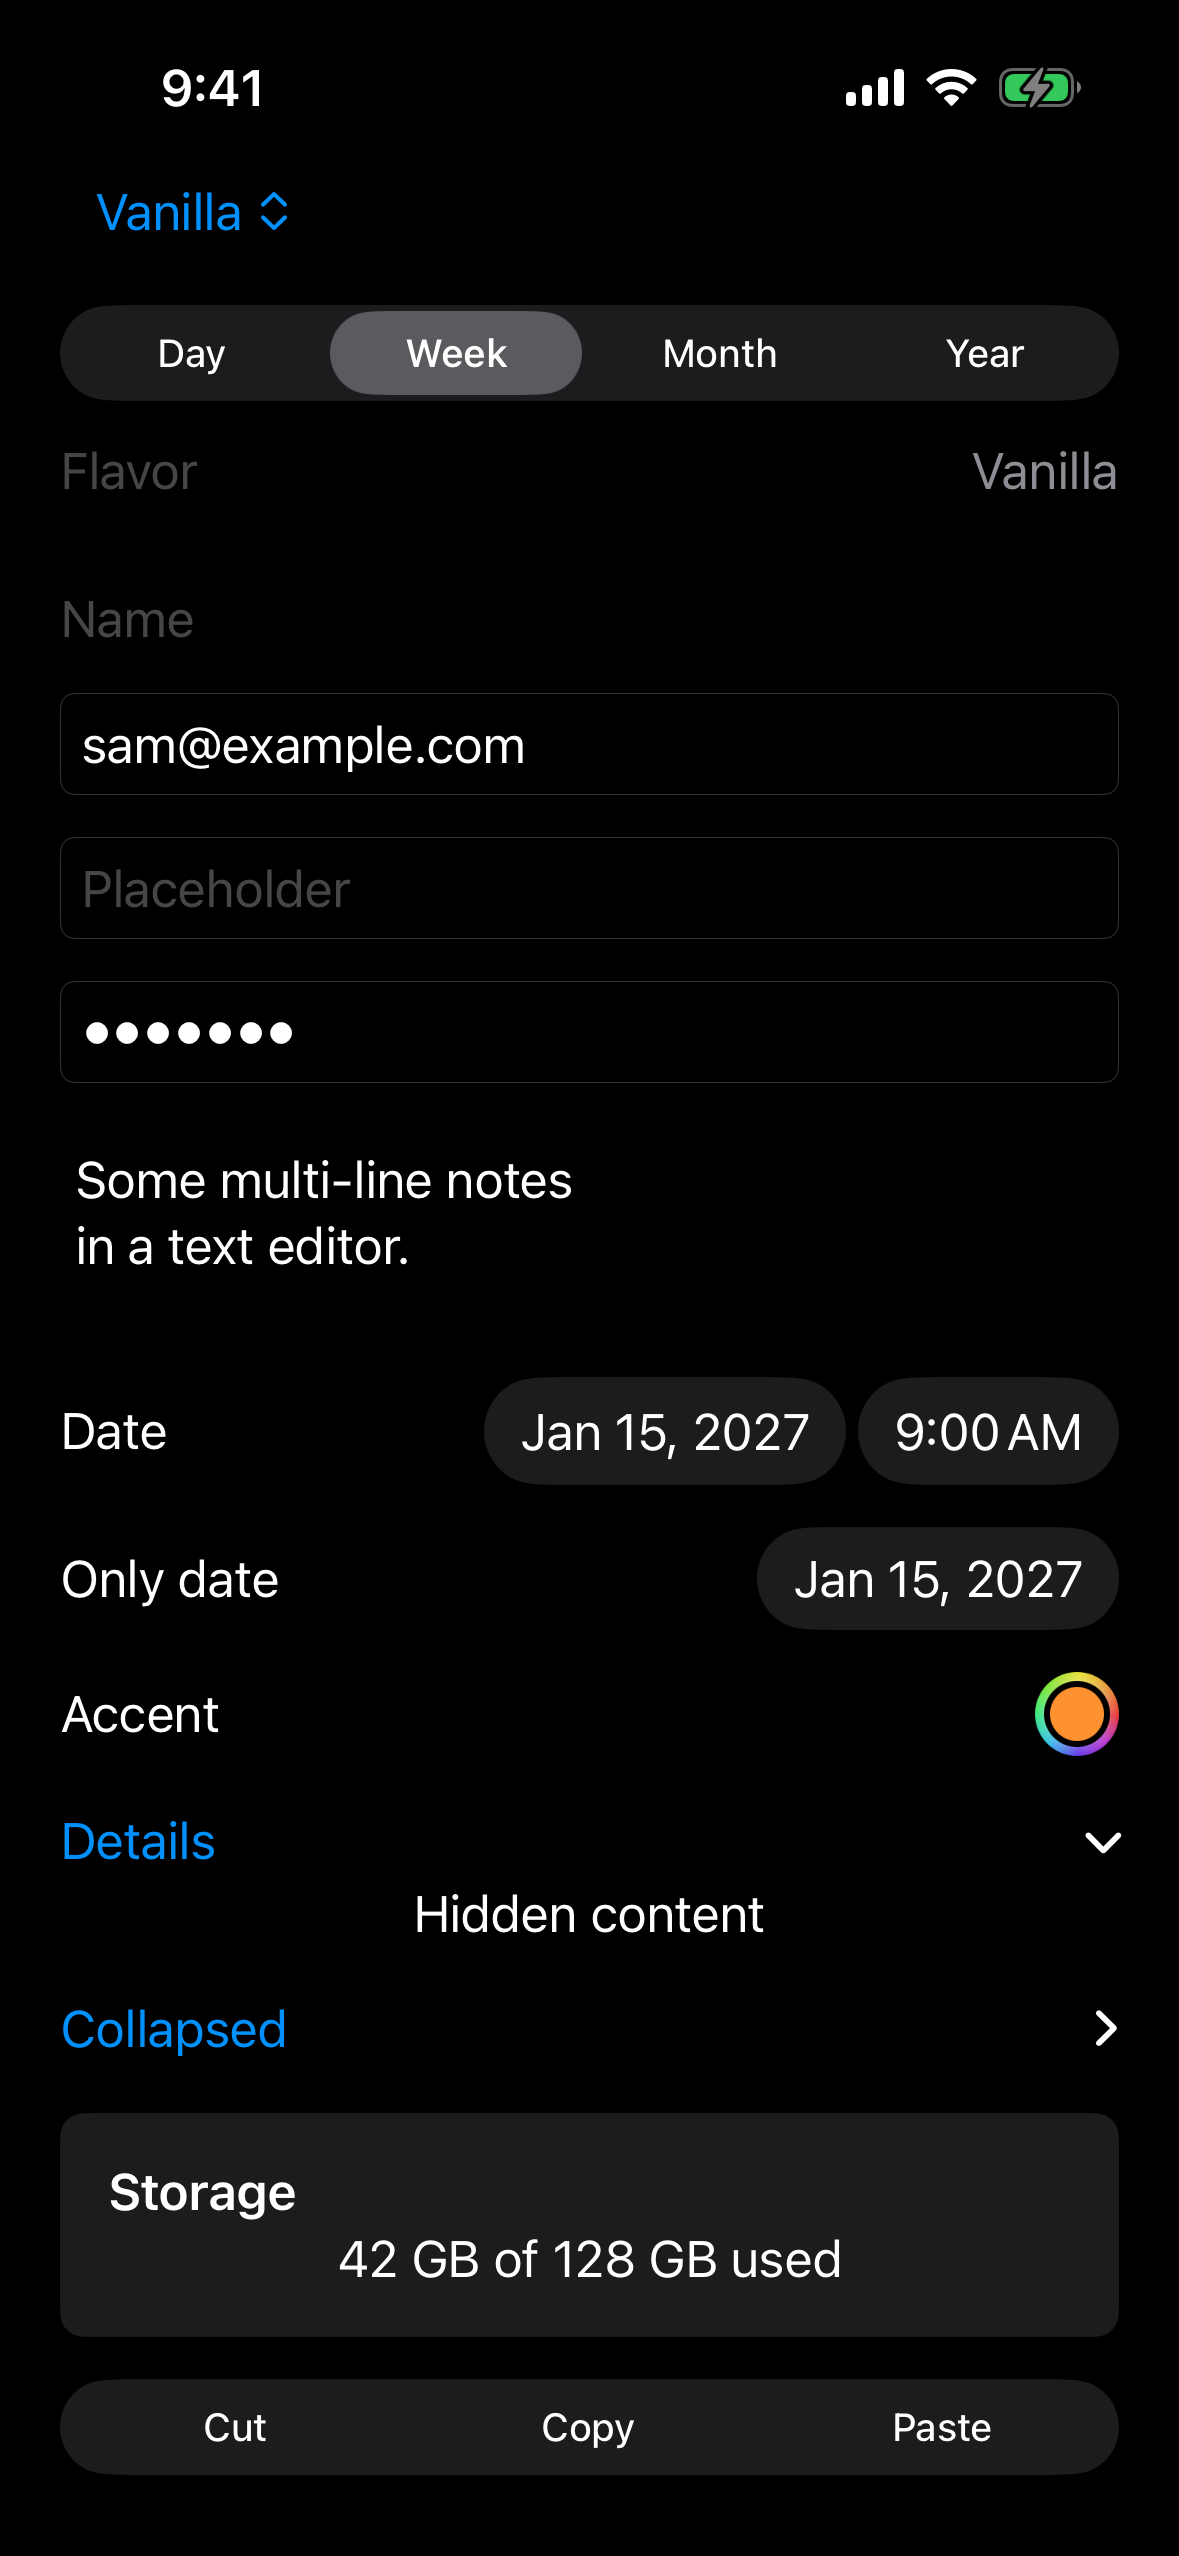 9:41
Vanilla
Day Week Month Year
Flavor Vanilla
Name
sam@example.com
Placeholder
•••••••
Some multi-line notes
in a text editor.
Date Jan 15, 2027 9:00 AM
Only date Jan 15, 2027
Accent
Details
Hidden content
Collapsed
Storage
42 GB of 128 GB used
Cut Copy Paste